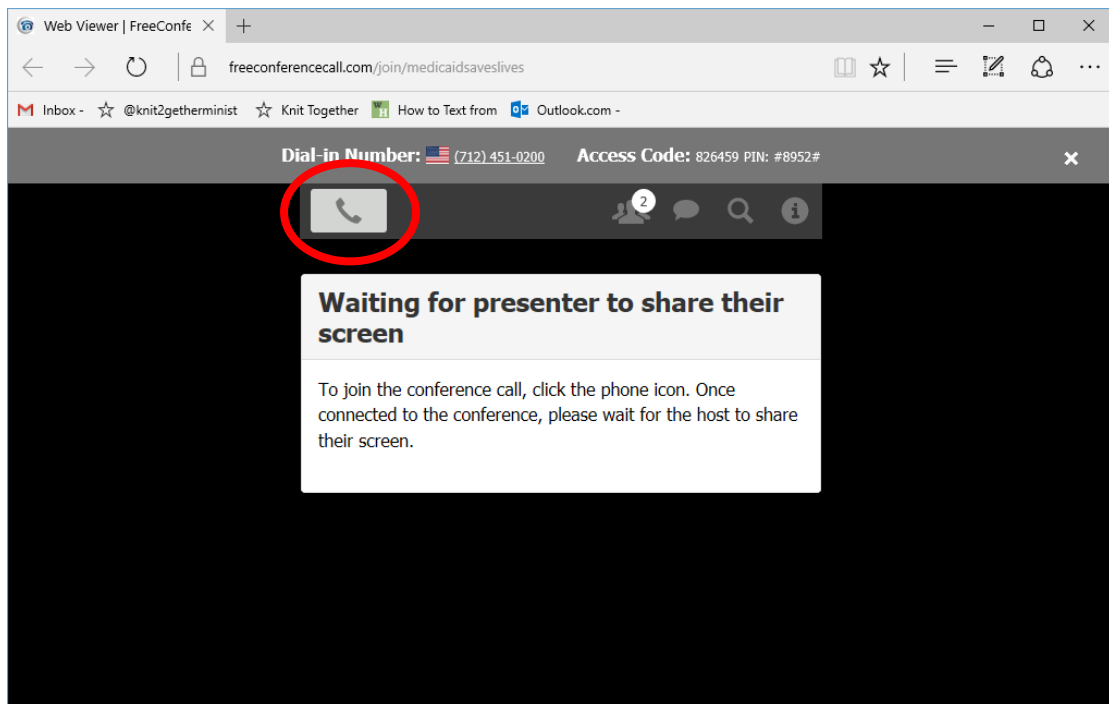 Web Viewer | FreeConfe
freeconferencecall.com/join/medicaidsaveslives
Inbox - @knit2getherminist Knit Together WH How to Text from Outlook.com -
Dial-in Number: (712) 451-0200 Access Code: 826459 PIN: #8952#
2
Waiting for presenter to share their
screen
To join the conference call, click the phone icon. Once
connected to the conference, please wait for the host to share
their screen.